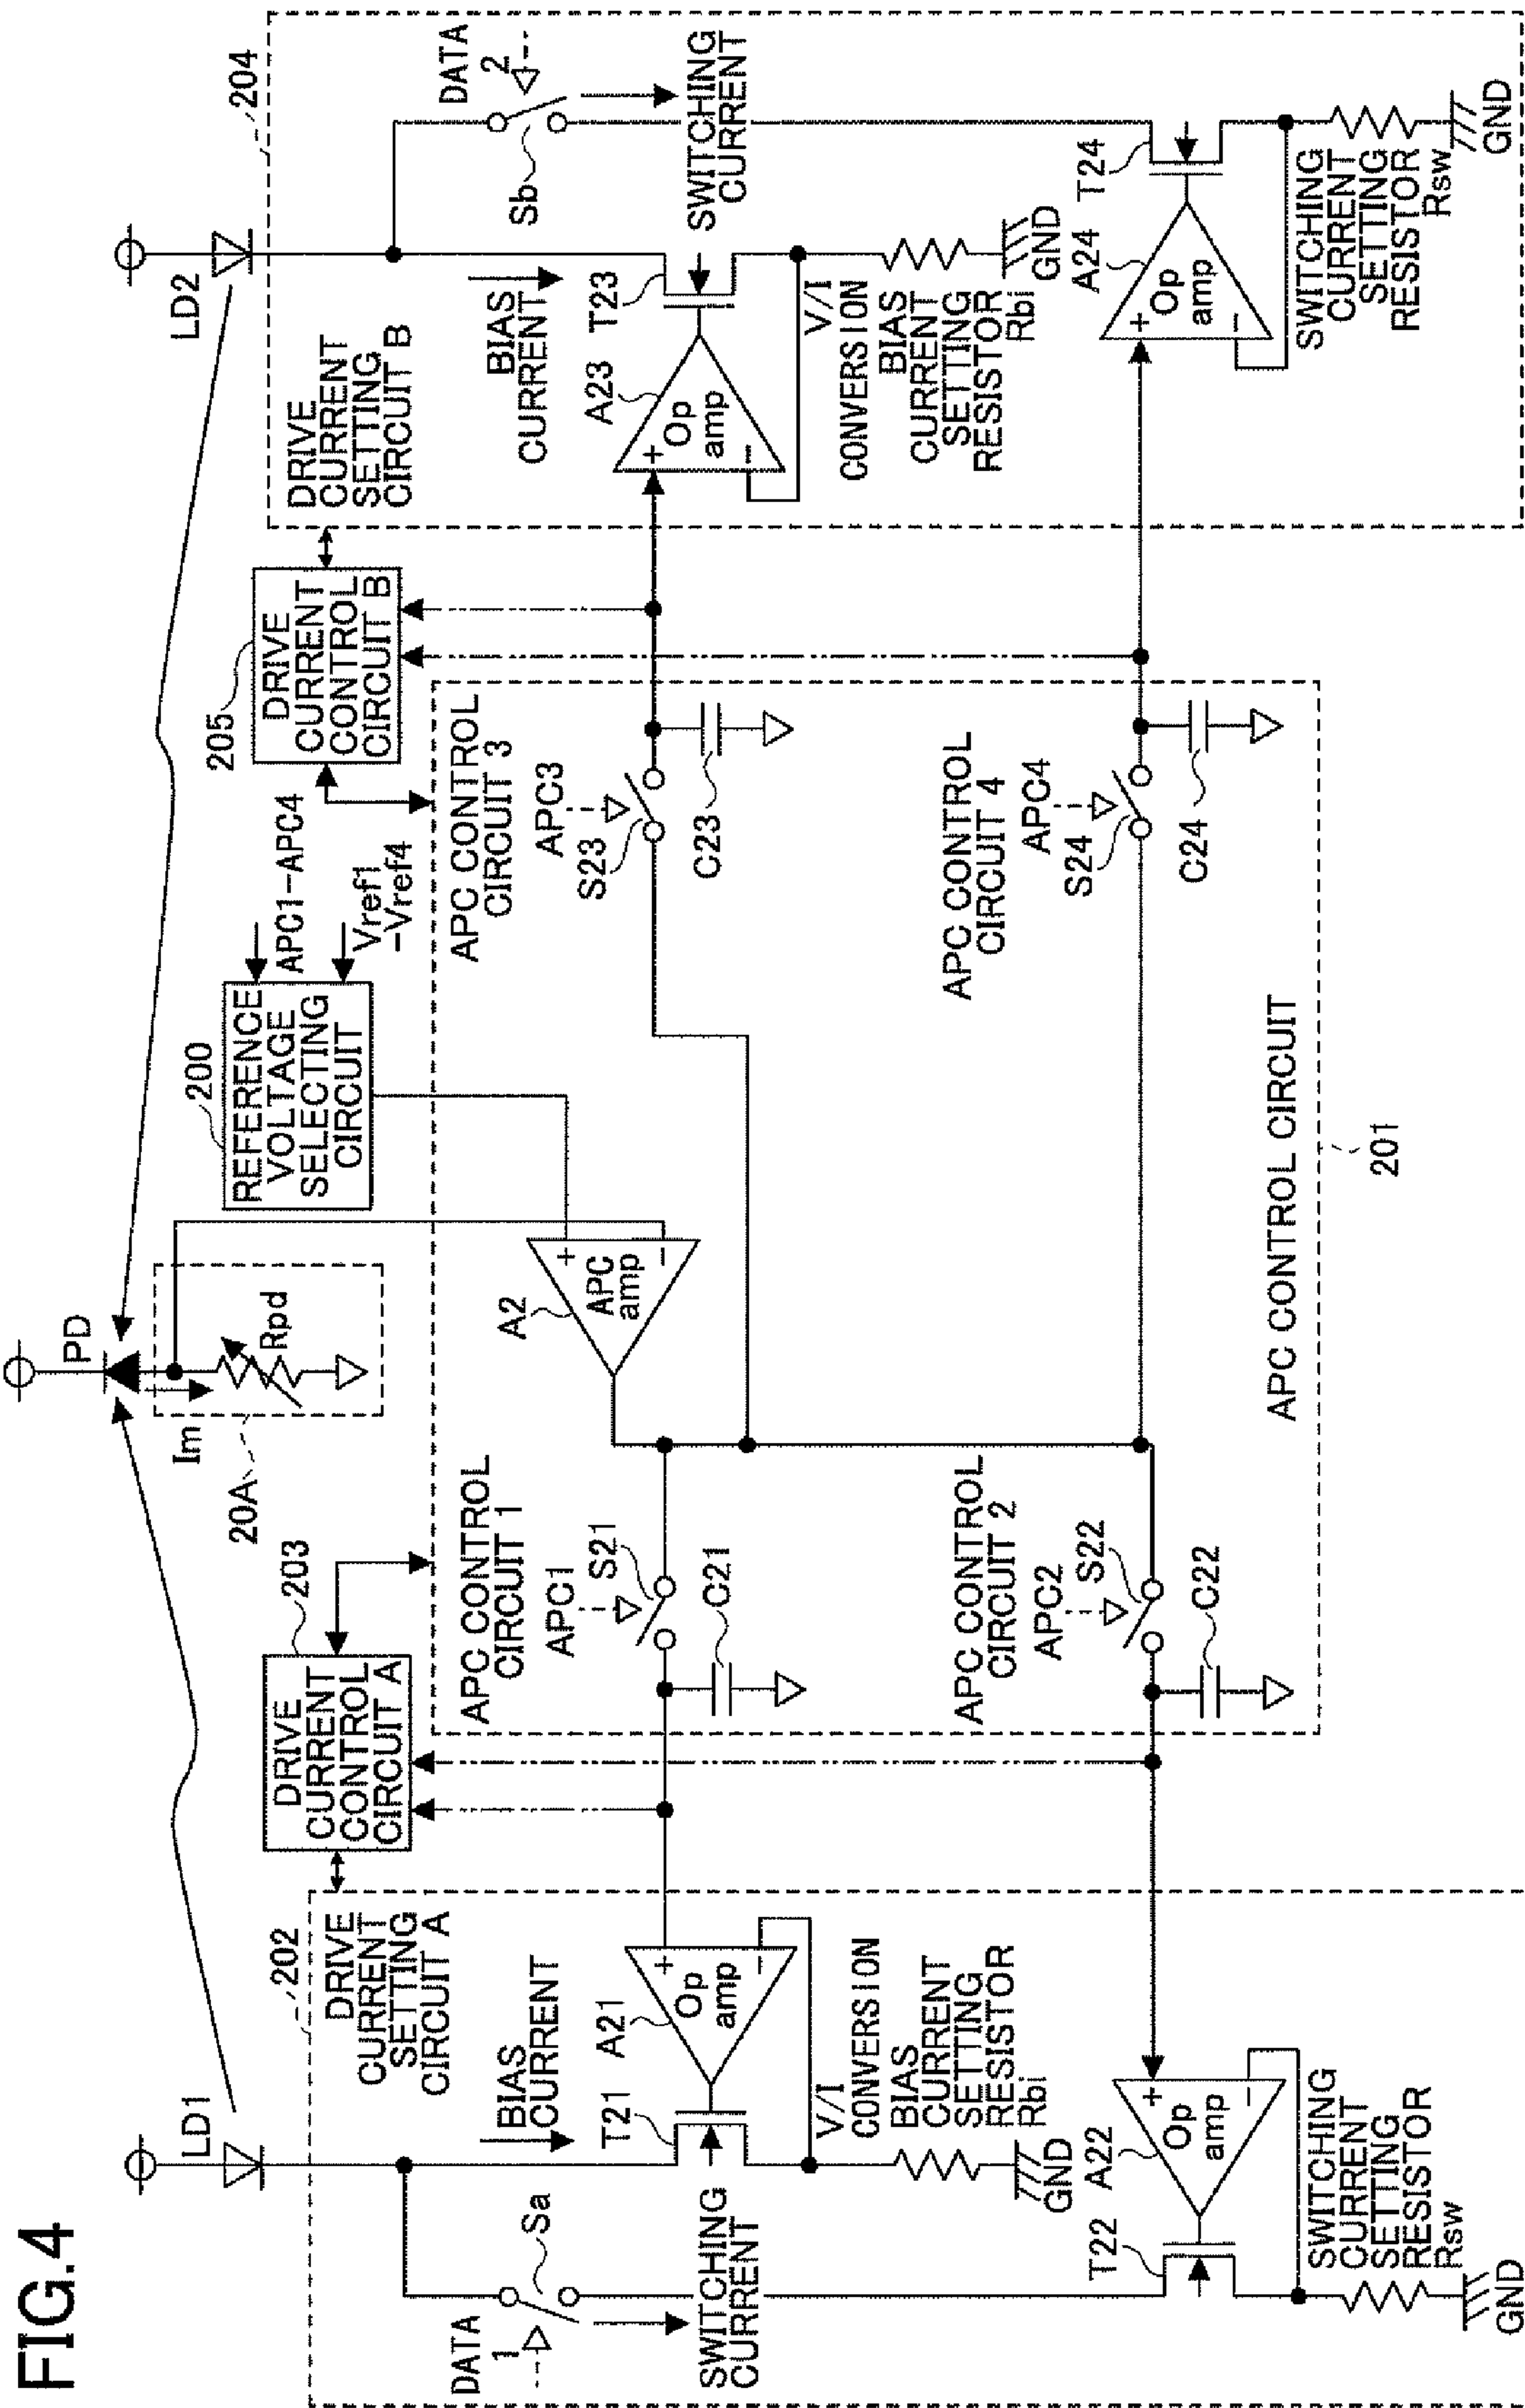 FIG.4
LD1
202
DRIVE
CURRENT
SETTING
CIRCUIT A
BIAS
CURRENT
DATA
1
Sa
SWITCHING
CURRENT
T21
A21
+
Op
amp
-
V/I
CONVERSION
BIAS
CURRENT
SETTING
RESISTOR
Rbi
GND
T22
A22
+
Op
amp
-
SWITCHING
CURRENT
SETTING
RESISTOR
Rsw
GND
203
DRIVE
CURRENT
CONTROL
CIRCUIT A
PD
Im
20A
Rpd
200
REFERENCE
VOLTAGE
SELECTING
CIRCUIT
APC1-APC4
Vref1
-Vref4
205
DRIVE
CURRENT
CONTROL
CIRCUIT B
APC CONTROL
CIRCUIT 1
APC1
S21
C21
A2
+
APC
amp
-
APC CONTROL
CIRCUIT 3
APC3
S23
C23
APC CONTROL
CIRCUIT 2
APC2
S22
C22
APC CONTROL
CIRCUIT 4
APC4
S24
C24
APC CONTROL CIRCUIT
201
LD2
204
DRIVE
CURRENT
SETTING
CIRCUIT B
BIAS
CURRENT
DATA
2
Sb
SWITCHING
CURRENT
A23
T23
+
Op
amp
-
V/I
CONVERSION
BIAS
CURRENT
SETTING
RESISTOR
Rbi
GND
A24
T24
+
Op
amp
-
SWITCHING
CURRENT
SETTING
RESISTOR
Rsw
GND